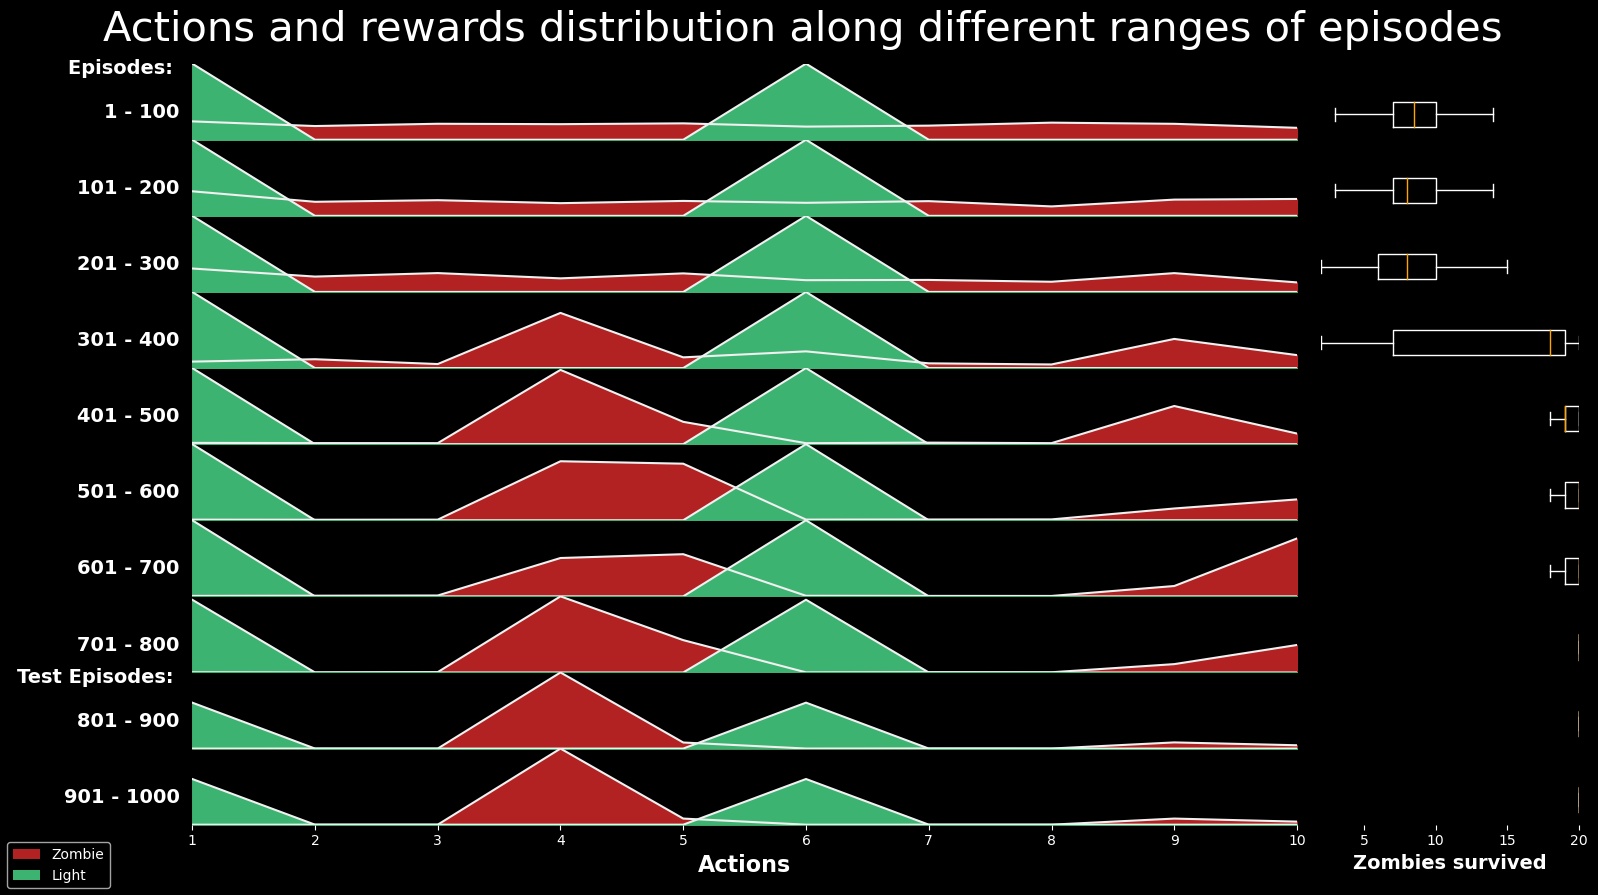 Actions and rewards distribution along different ranges of episodes
Episodes:
1 - 100
101 - 200
201 - 300
301 - 400
401 - 500
501 - 600
601 - 700
701 - 800
Test Episodes:
801 - 900
901 - 1000
1 2 3 4 5 6 7 8 9 10
5 10 15 20
Actions
Zombies survived
Zombie
Light